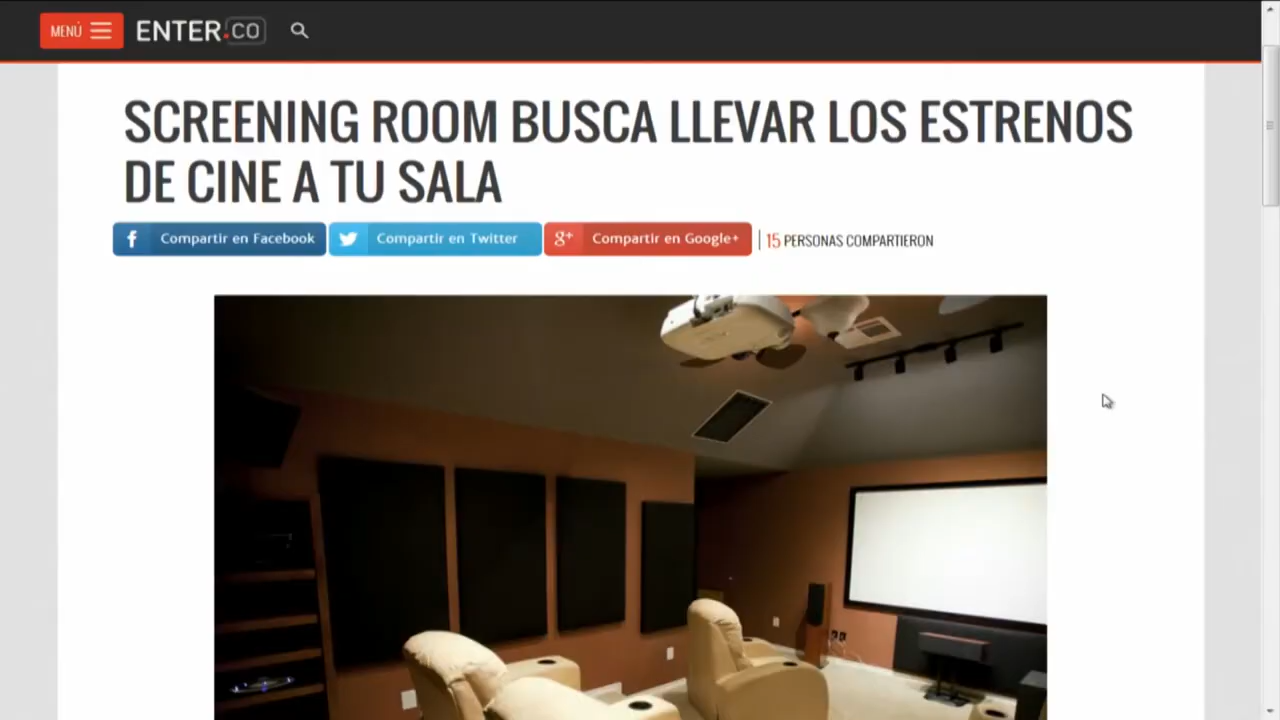 MENÚ
ENTER.CO
SCREENING ROOM BUSCA LLEVAR LOS ESTRENOS
DE CINE A TU SALA
Compartir en Facebook
Compartir en Twitter
g+ Compartir en Google+
15 PERSONAS COMPARTIERON